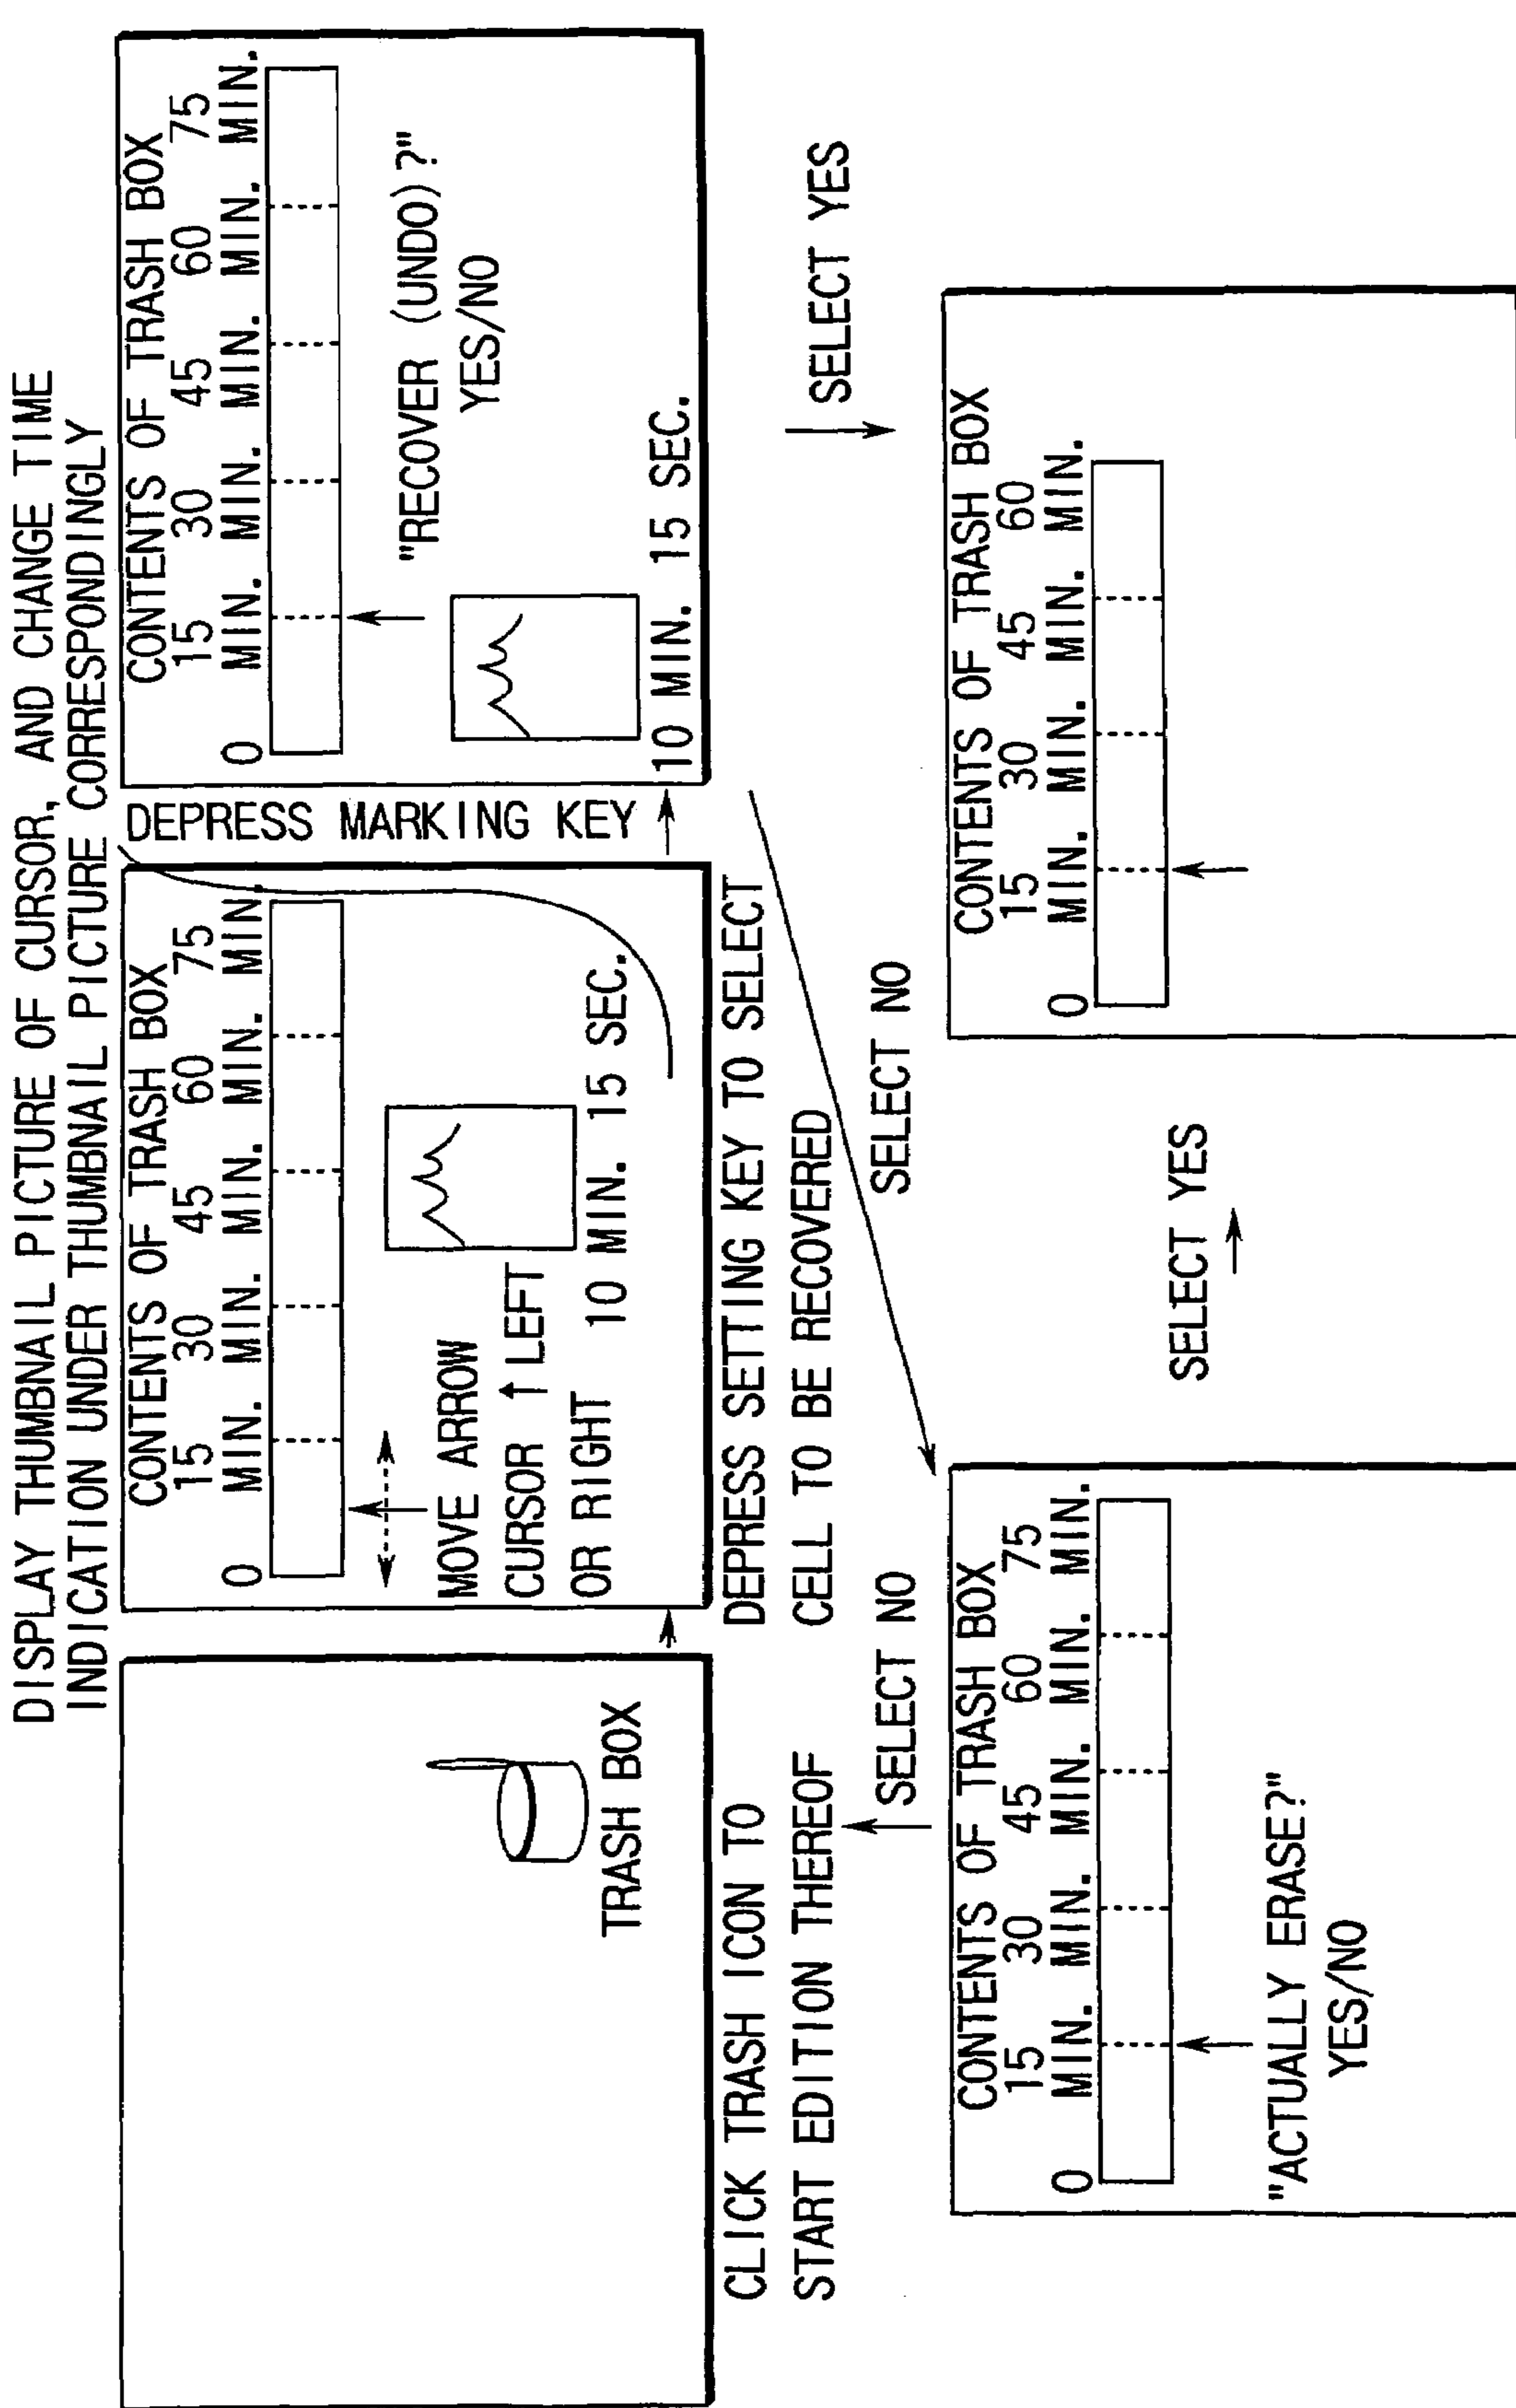 DISPLAY THUMBNAIL PICTURE OF CURSOR, AND CHANGE TIME
INDICATION UNDER THUMBNAIL PICTURE CORRESPONDINGLY
TRASH BOX
CLICK TRASH ICON TO
START EDITION THEREOF
CONTENTS OF TRASH BOX
15 30 45 60 75
0 MIN. MIN. MIN. MIN. MIN.
MOVE ARROW
CURSOR ↑ LEFT
OR RIGHT
10 MIN. 15 SEC.
DEPRESS SETTING KEY TO SELECT
CELL TO BE RECOVERED
DEPRESS MARKING KEY
CONTENTS OF TRASH BOX
15 30 45 60 75
0 MIN. MIN. MIN. MIN. MIN.
"RECOVER (UNDO)?"
YES/NO
10 MIN. 15 SEC.
SELECT NO
SELECT NO
SELECT YES
CONTENTS OF TRASH BOX
15 30 45 60 75
0 MIN. MIN. MIN. MIN. MIN.
"ACTUALLY ERASE?"
YES/NO
SELECT YES
CONTENTS OF TRASH BOX
15 30 45 60
0 MIN. MIN. MIN. MIN.